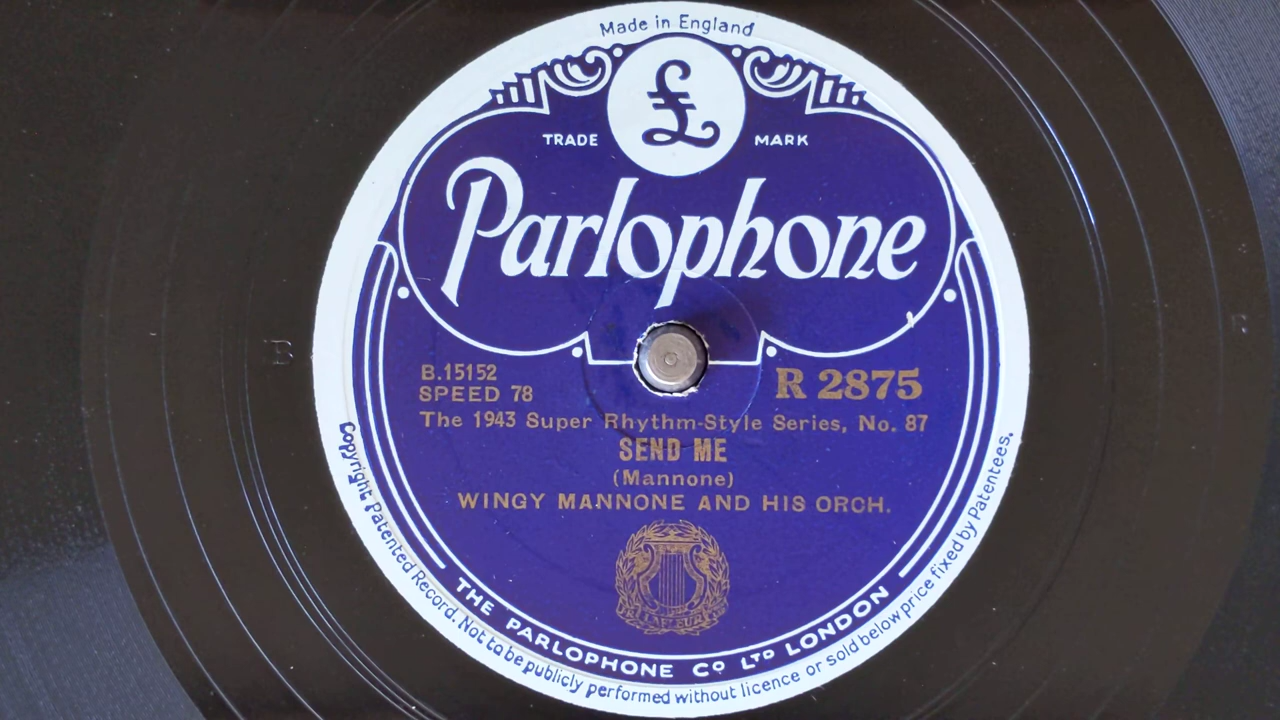 Made in England
£
TRADE MARK
Parlophone
B.15152
SPEED 78
R 2875
The 1943 Super Rhythm-Style Series, No. 87
SEND ME
(Mannone)
WINGY MANNONE AND HIS ORCH.
THE PARLOPHONE Co LTD LONDON
Copyright Patented Record. Not to be publicly performed without licence or sold below price fixed by Patentees.
B